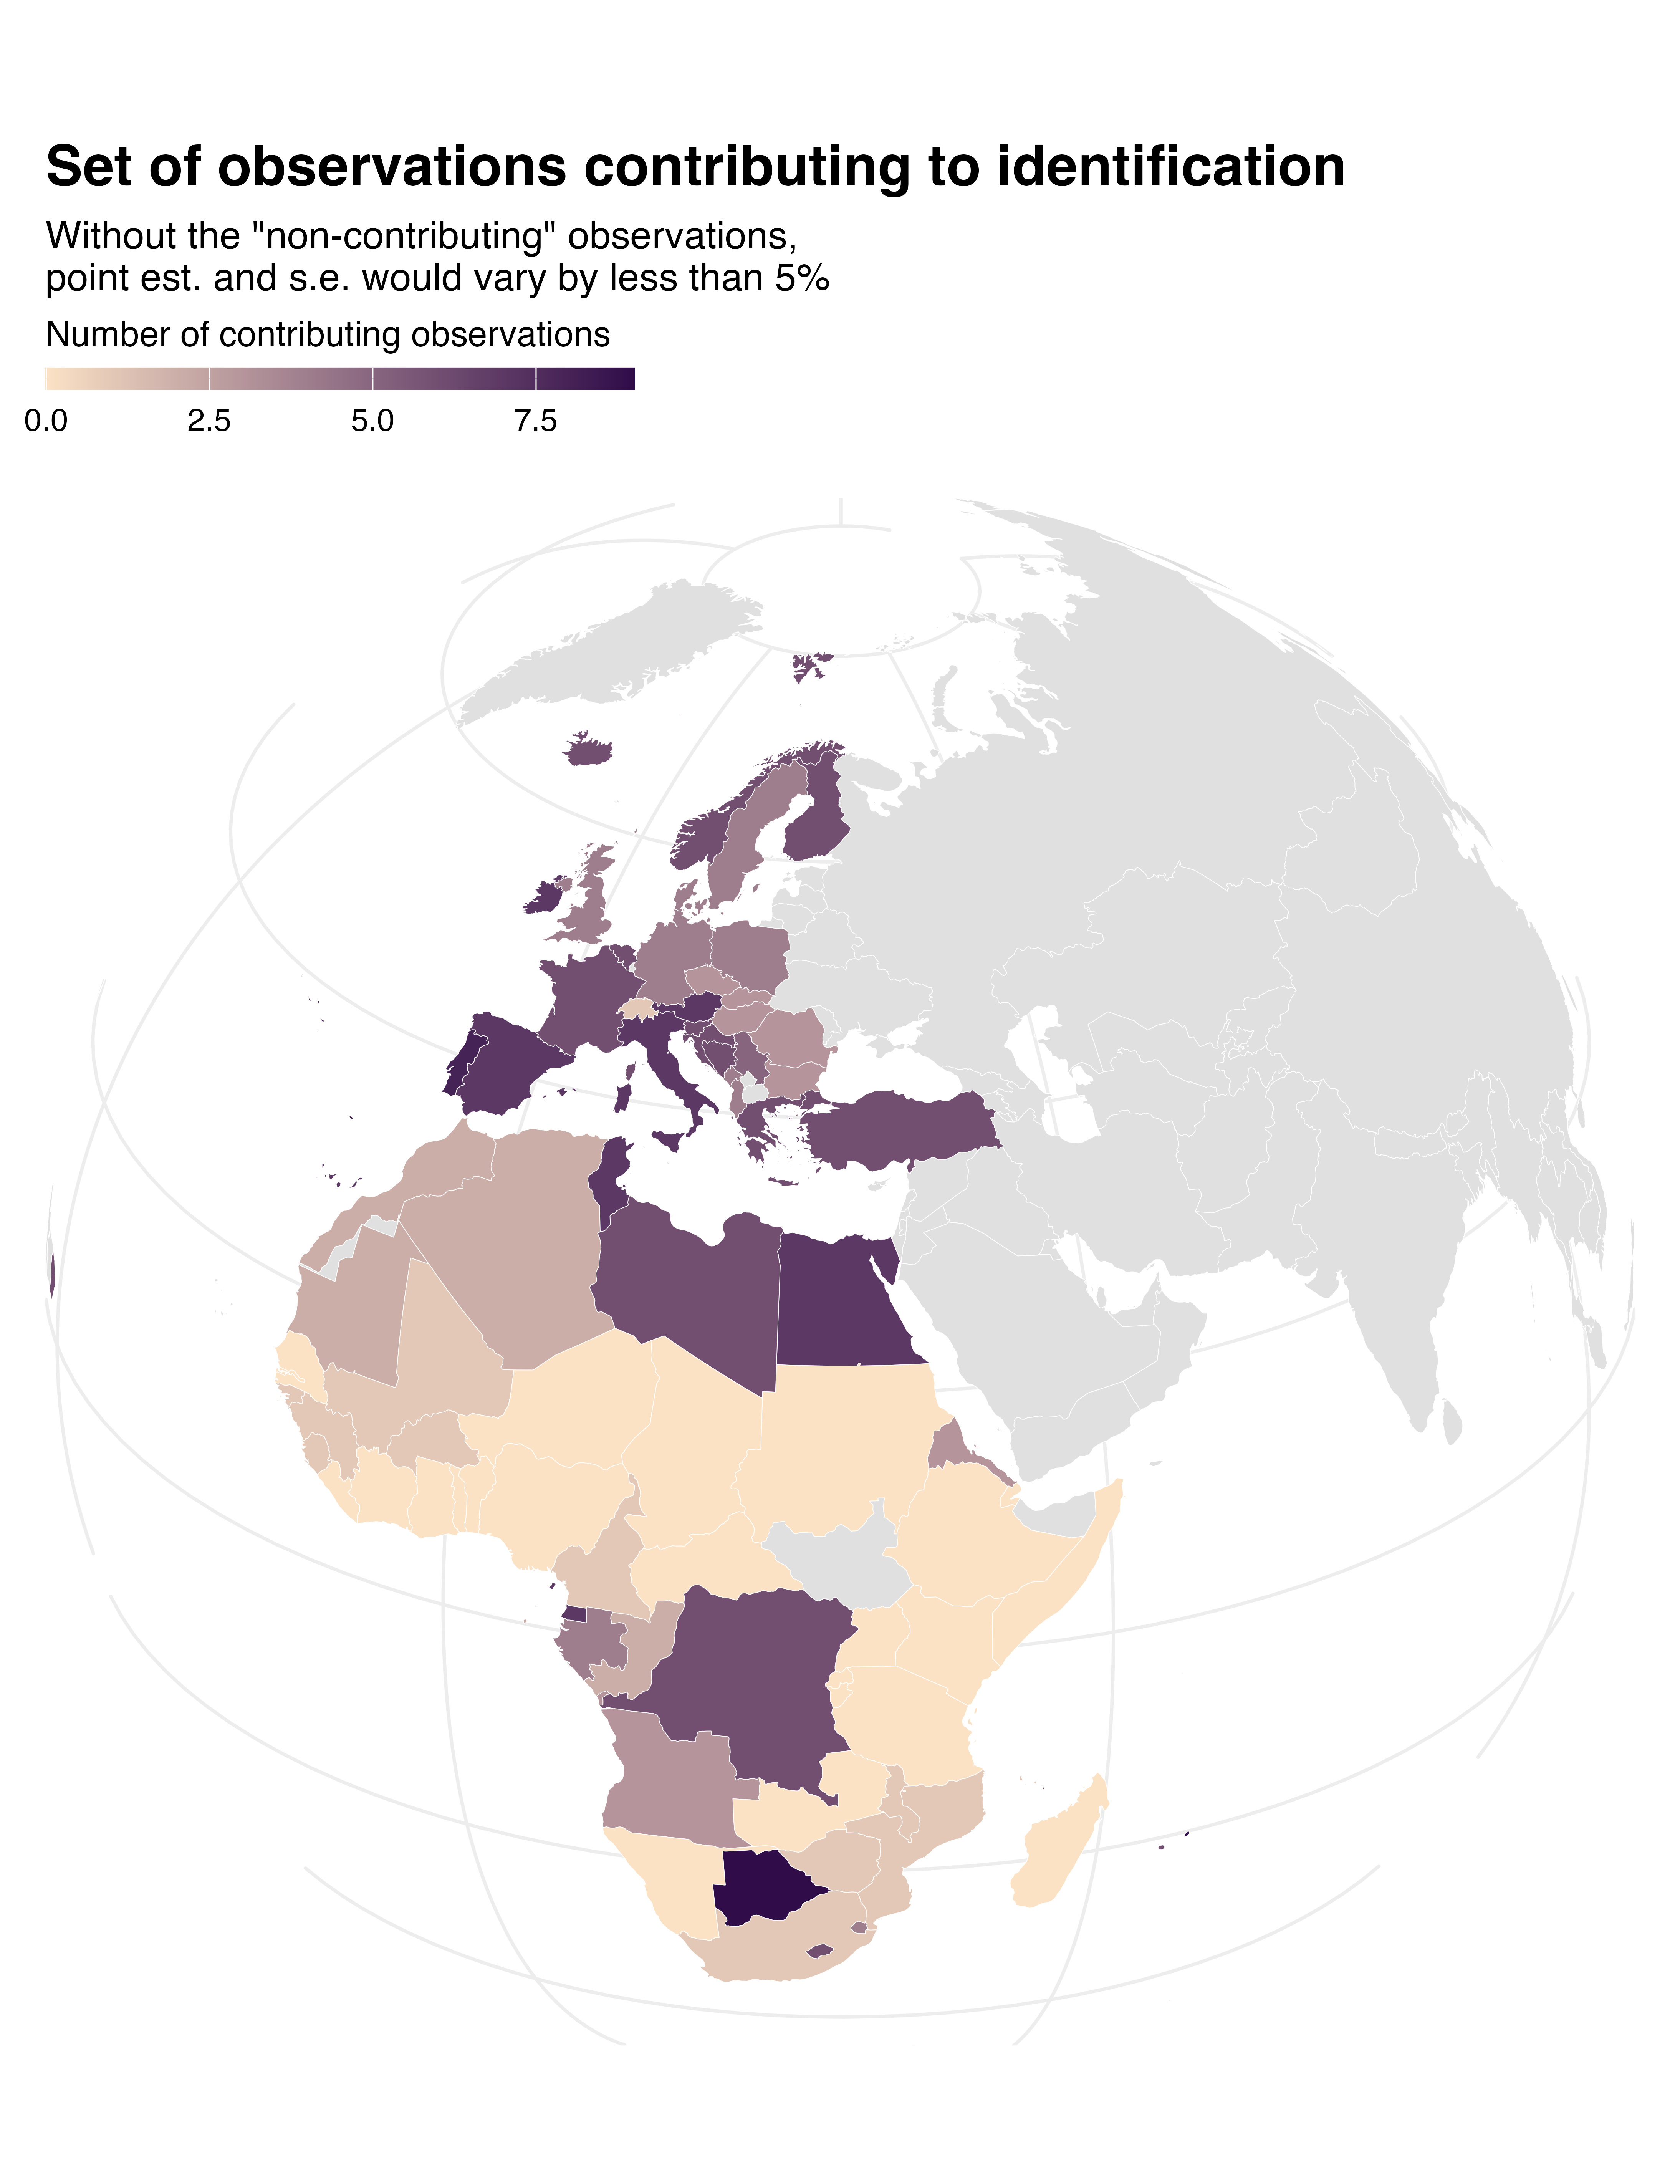 Set of observations contributing to identification
Without the "non-contributing" observations,
point est. and s.e. would vary by less than 5%
Number of contributing observations
0.0 2.5 5.0 7.5